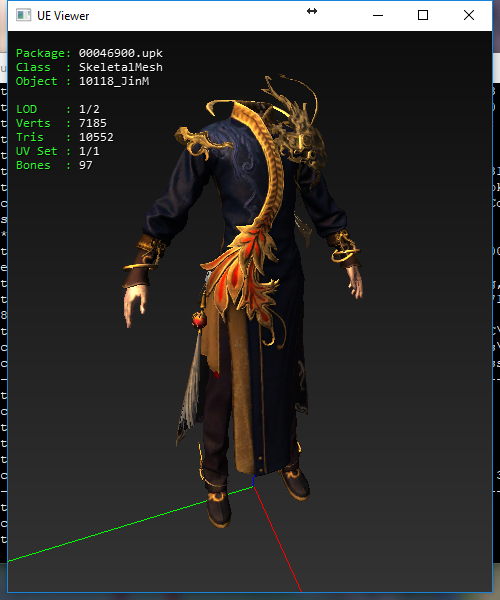 UE Viewer
Package: 00046900.upk
Class : SkeletalMesh
Object : 10118_JinM
LOD : 1/2
Verts : 7185
Tris : 10552
UV Set : 1/1
Bones : 97